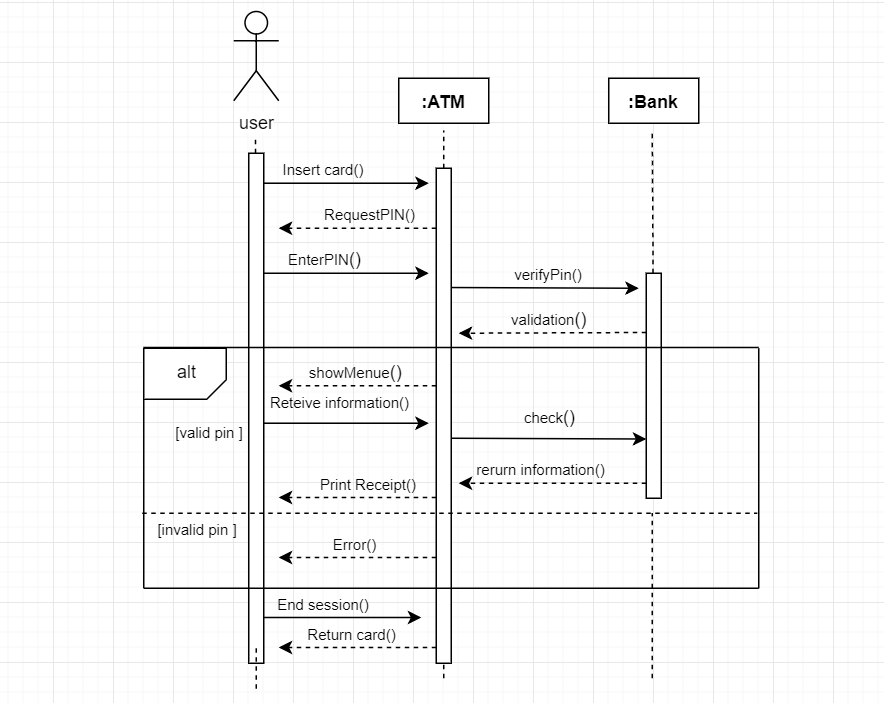 user
:ATM
:Bank
Insert card()
RequestPIN()
EnterPIN()
verifyPin()
validation()
alt
showMenue()
Reteive information()
check()
[valid pin ]
rerurn information()
Print Receipt()
[invalid pin ]
Error()
End session()
Return card()